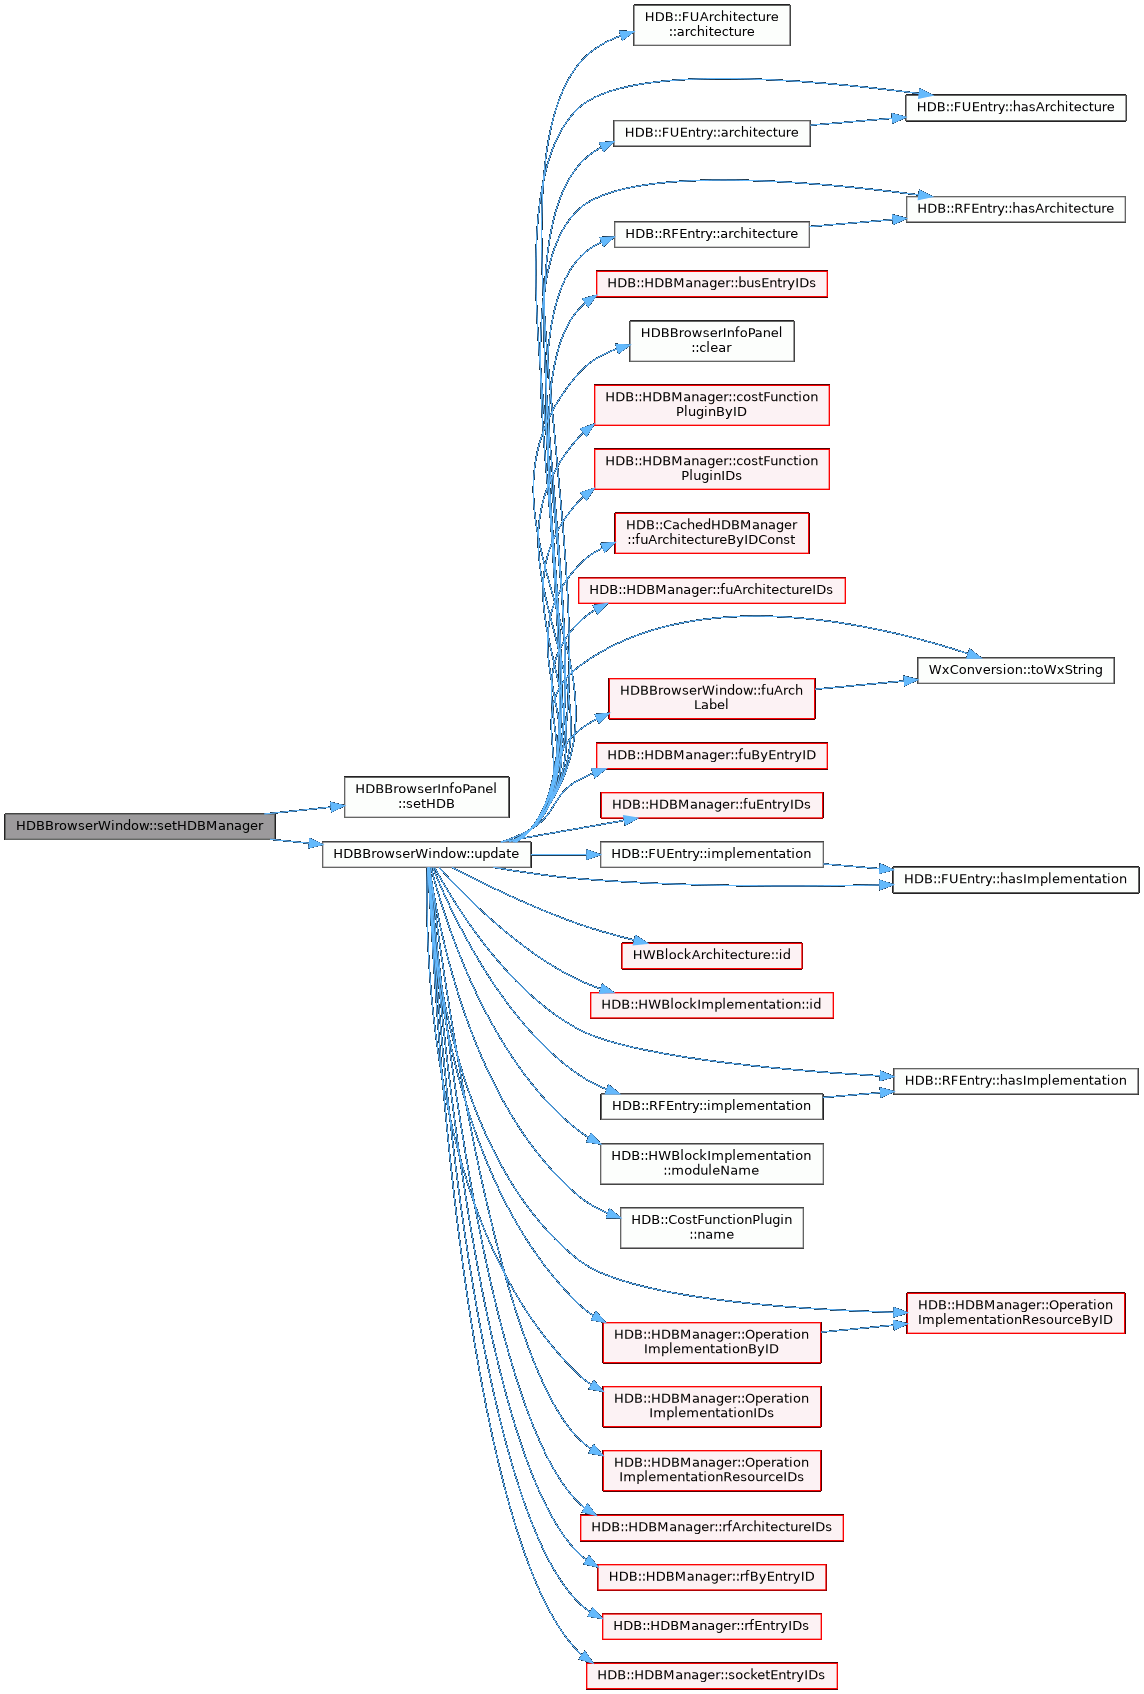 HDB::FUArchitecture
::architecture
HDB::FUEntry::hasArchitecture
HDB::FUEntry::architecture
HDB::RFEntry::hasArchitecture
HDB::RFEntry::architecture
HDB::HDBManager::busEntryIDs
HDBBrowserInfoPanel
::clear
HDB::HDBManager::costFunction
PluginByID
HDB::HDBManager::costFunction
PluginIDs
HDB::CachedHDBManager
::fuArchitectureByIDConst
HDB::HDBManager::fuArchitectureIDs
WxConversion::toWxString
HDBBrowserWindow::fuArch
Label
HDB::HDBManager::fuByEntryID
HDBBrowserInfoPanel
::setHDB
HDB::HDBManager::fuEntryIDs
HDBBrowserWindow::setHDBManager
HDBBrowserWindow::update
HDB::FUEntry::implementation
HDB::FUEntry::hasImplementation
HWBlockArchitecture::id
HDB::HWBlockImplementation::id
HDB::RFEntry::hasImplementation
HDB::RFEntry::implementation
HDB::HWBlockImplementation
::moduleName
HDB::CostFunctionPlugin
::name
HDB::HDBManager::Operation
ImplementationResourceByID
HDB::HDBManager::Operation
ImplementationByID
HDB::HDBManager::Operation
ImplementationIDs
HDB::HDBManager::Operation
ImplementationResourceIDs
HDB::HDBManager::rfArchitectureIDs
HDB::HDBManager::rfByEntryID
HDB::HDBManager::rfEntryIDs
HDB::HDBManager::socketEntryIDs